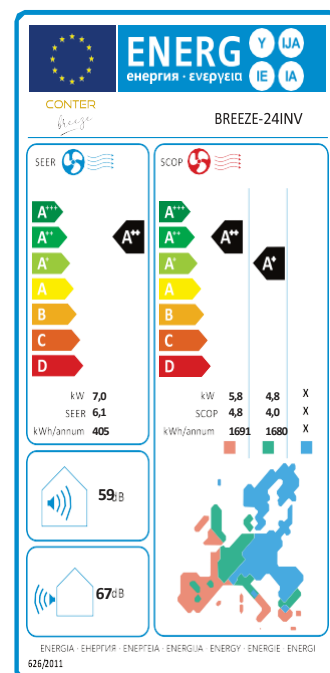 ENERG Y IJA
енергия · ενεργεια IE IA
CONTER
breeze
BREEZE-24INV
SEER
A+++
A++
A+
A
B
C
D
A++
kW 7,0
SEER 6,1
kWh/annum 405
SCOP
A+++
A++
A+
A
B
C
D
A++
A+
kW 5,8 4,8 X
SCOP 4,8 4,0 X
kWh/annum 1691 1680 X
59dB
67dB
ENERGIA · ЕНЕРГИЯ · ΕΝΕΡΓΕΙΑ · ENERGIJA · ENERGY · ENERGIE · ENERGI
626/2011